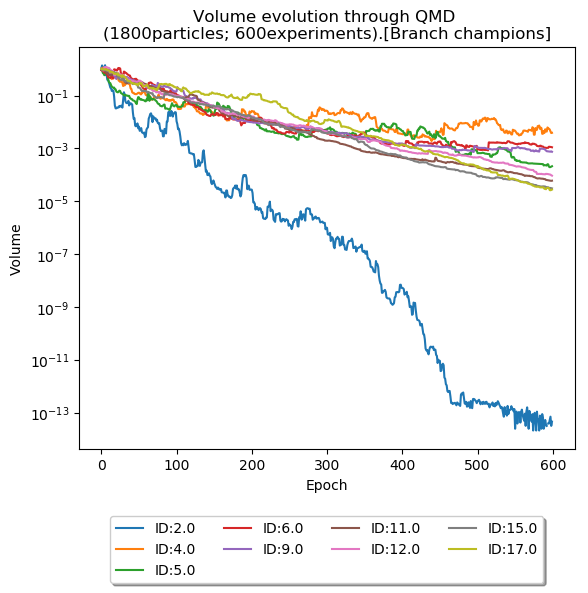 Volume evolution through QMD
(1800particles; 600experiments).[Branch champions]
Volume
10⁻¹
10⁻³
10⁻⁵
10⁻⁷
10⁻⁹
10⁻¹¹
10⁻¹³
0 100 200 300 400 500 600
Epoch
ID:2.0 ID:6.0 ID:11.0 ID:15.0
ID:4.0 ID:9.0 ID:12.0 ID:17.0
ID:5.0